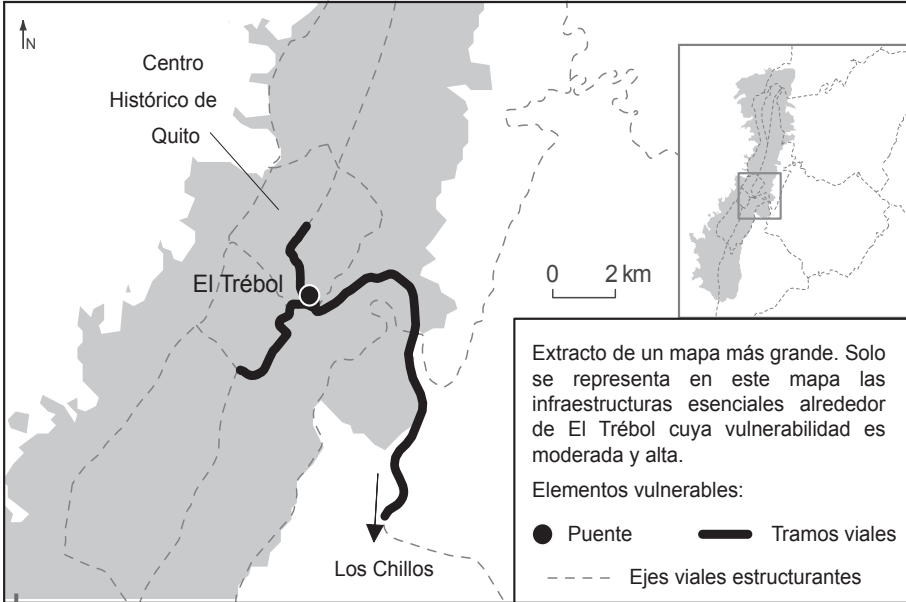 N
Centro
Histórico de
Quito
El Trébol
0 2 km
Los Chillos
Extracto de un mapa más grande. Solo
se representa en este mapa las
infraestructuras esenciales alrededor
de El Trébol cuya vulnerabilidad es
moderada y alta.
Elementos vulnerables:
Puente Tramos viales
Ejes viales estructurantes